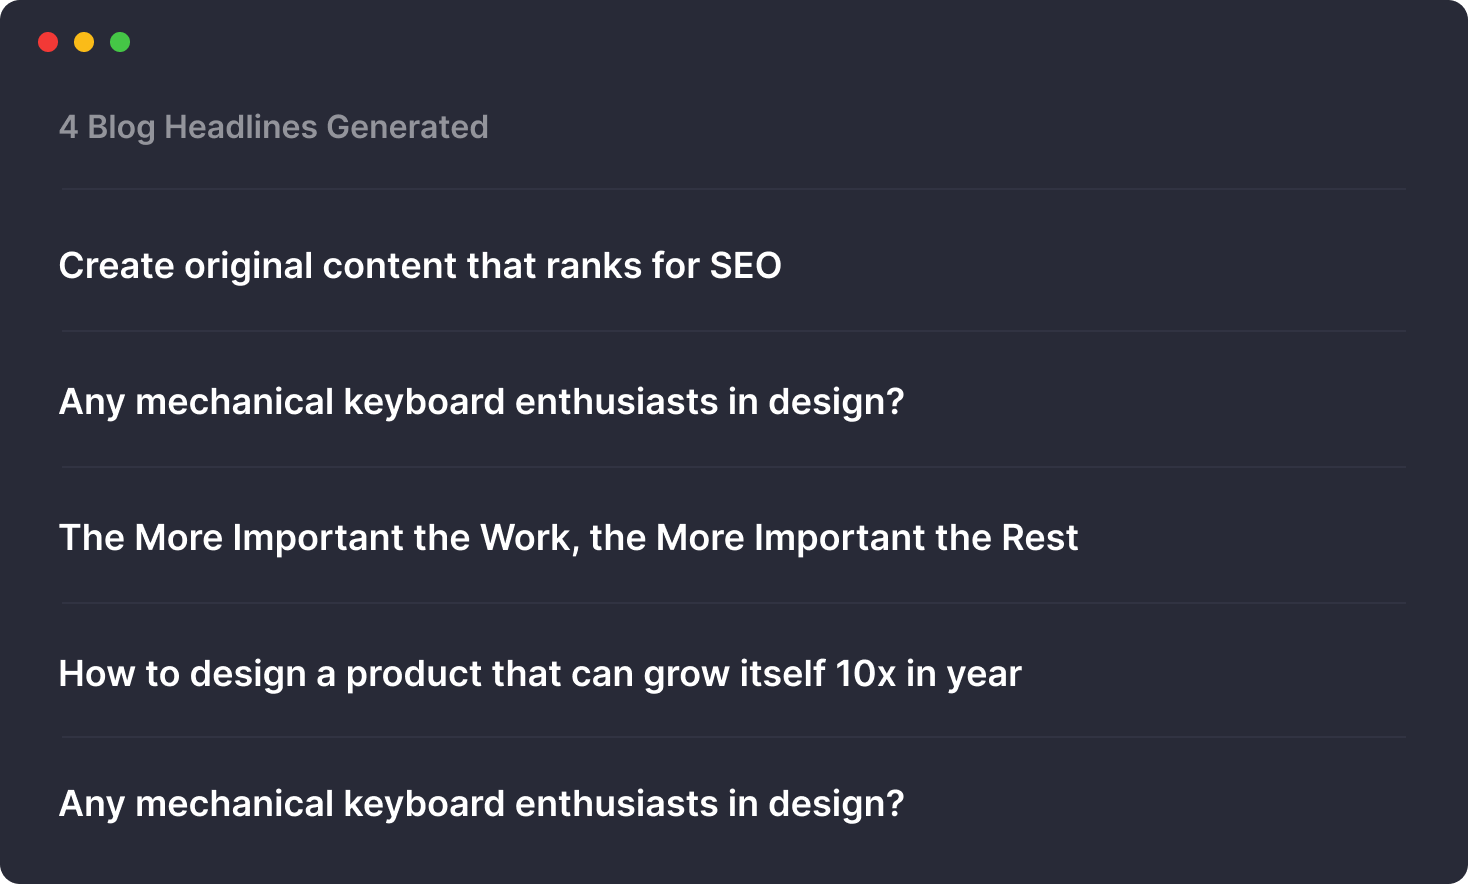 4 Blog Headlines Generated
Create original content that ranks for SEO
Any mechanical keyboard enthusiasts in design?
The More Important the Work, the More Important the Rest
How to design a product that can grow itself 10x in year
Any mechanical keyboard enthusiasts in design?